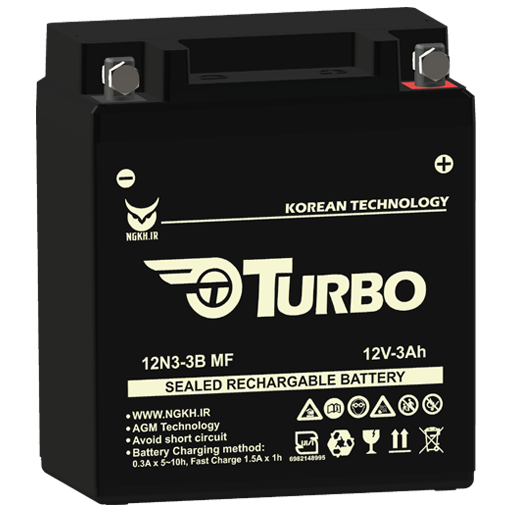 KOREAN TECHNOLOGY
NGKH.IR
TURBO
12N3-3B MF
12V-3Ah
SEALED RECHARGABLE BATTERY
•WWW.NGKH.IR
•AGM Technology
•Avoid short circuit
•Battery Charging method:
0.3A x 5~10h, Fast Charge 1.5A x 1h
6982148995